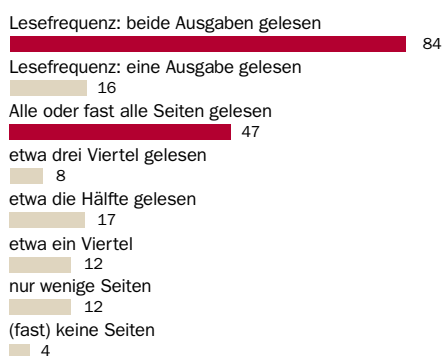 Lesefrequenz: beide Ausgaben gelesen
84
Lesefrequenz: eine Ausgabe gelesen
16
Alle oder fast alle Seiten gelesen
47
etwa drei Viertel gelesen
8
etwa die Hälfte gelesen
17
etwa ein Viertel
12
nur wenige Seiten
12
(fast) keine Seiten
4